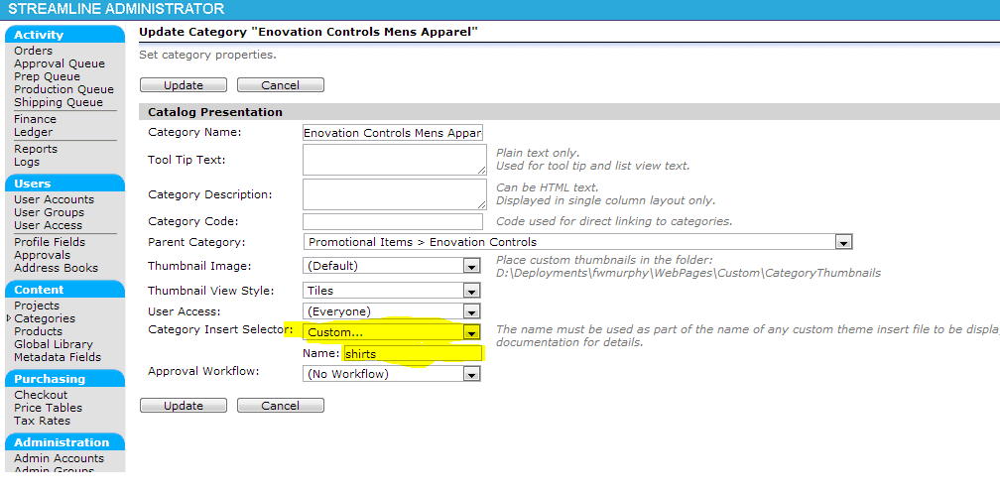 STREAMLINE ADMINISTRATOR
Activity
Orders
Approval Queue
Prep Queue
Production Queue
Shipping Queue
Finance
Ledger
Reports
Logs
Users
User Accounts
User Groups
User Access
Profile Fields
Approvals
Address Books
Content
Projects
Categories
Products
Global Library
Metadata Fields
Purchasing
Checkout
Price Tables
Tax Rates
Administration
Admin Accounts
Admin Groups
Update Category "Enovation Controls Mens Apparel"
Set category properties.
Update Cancel
Catalog Presentation
Category Name: Enovation Controls Mens Appar
Tool Tip Text: Plain text only.
Used for tool tip and list view text.
Category Description: Can be HTML text.
Displayed in single column layout only.
Category Code: Code used for direct linking to categories.
Parent Category: Promotional Items > Enovation Controls
Thumbnail Image: (Default) Place custom thumbnails in the folder:
D:\Deployments\fwmurphy\WebPages\Custom\CategoryThumbnails
Thumbnail View Style: Tiles
User Access: (Everyone)
Category Insert Selector: Custom... The name must be used as part of the name of any custom theme insert file to be displa
documentation for details.
Name: shirts
Approval Workflow: (No Workflow)
Update Cancel